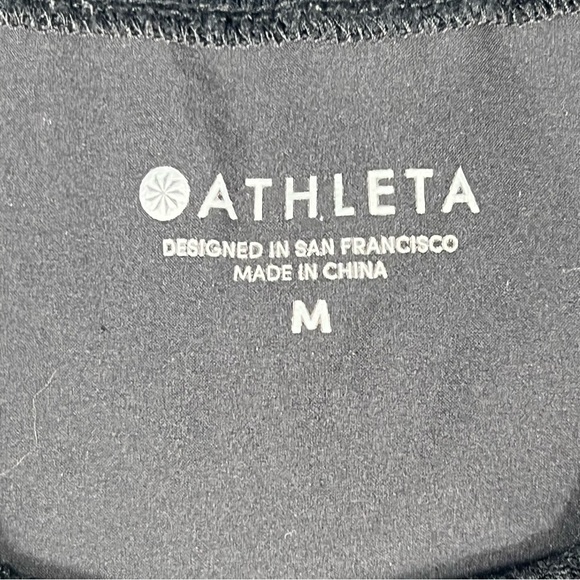 ATHLETA
DESIGNED IN SAN FRANCISCO
MADE IN CHINA
M